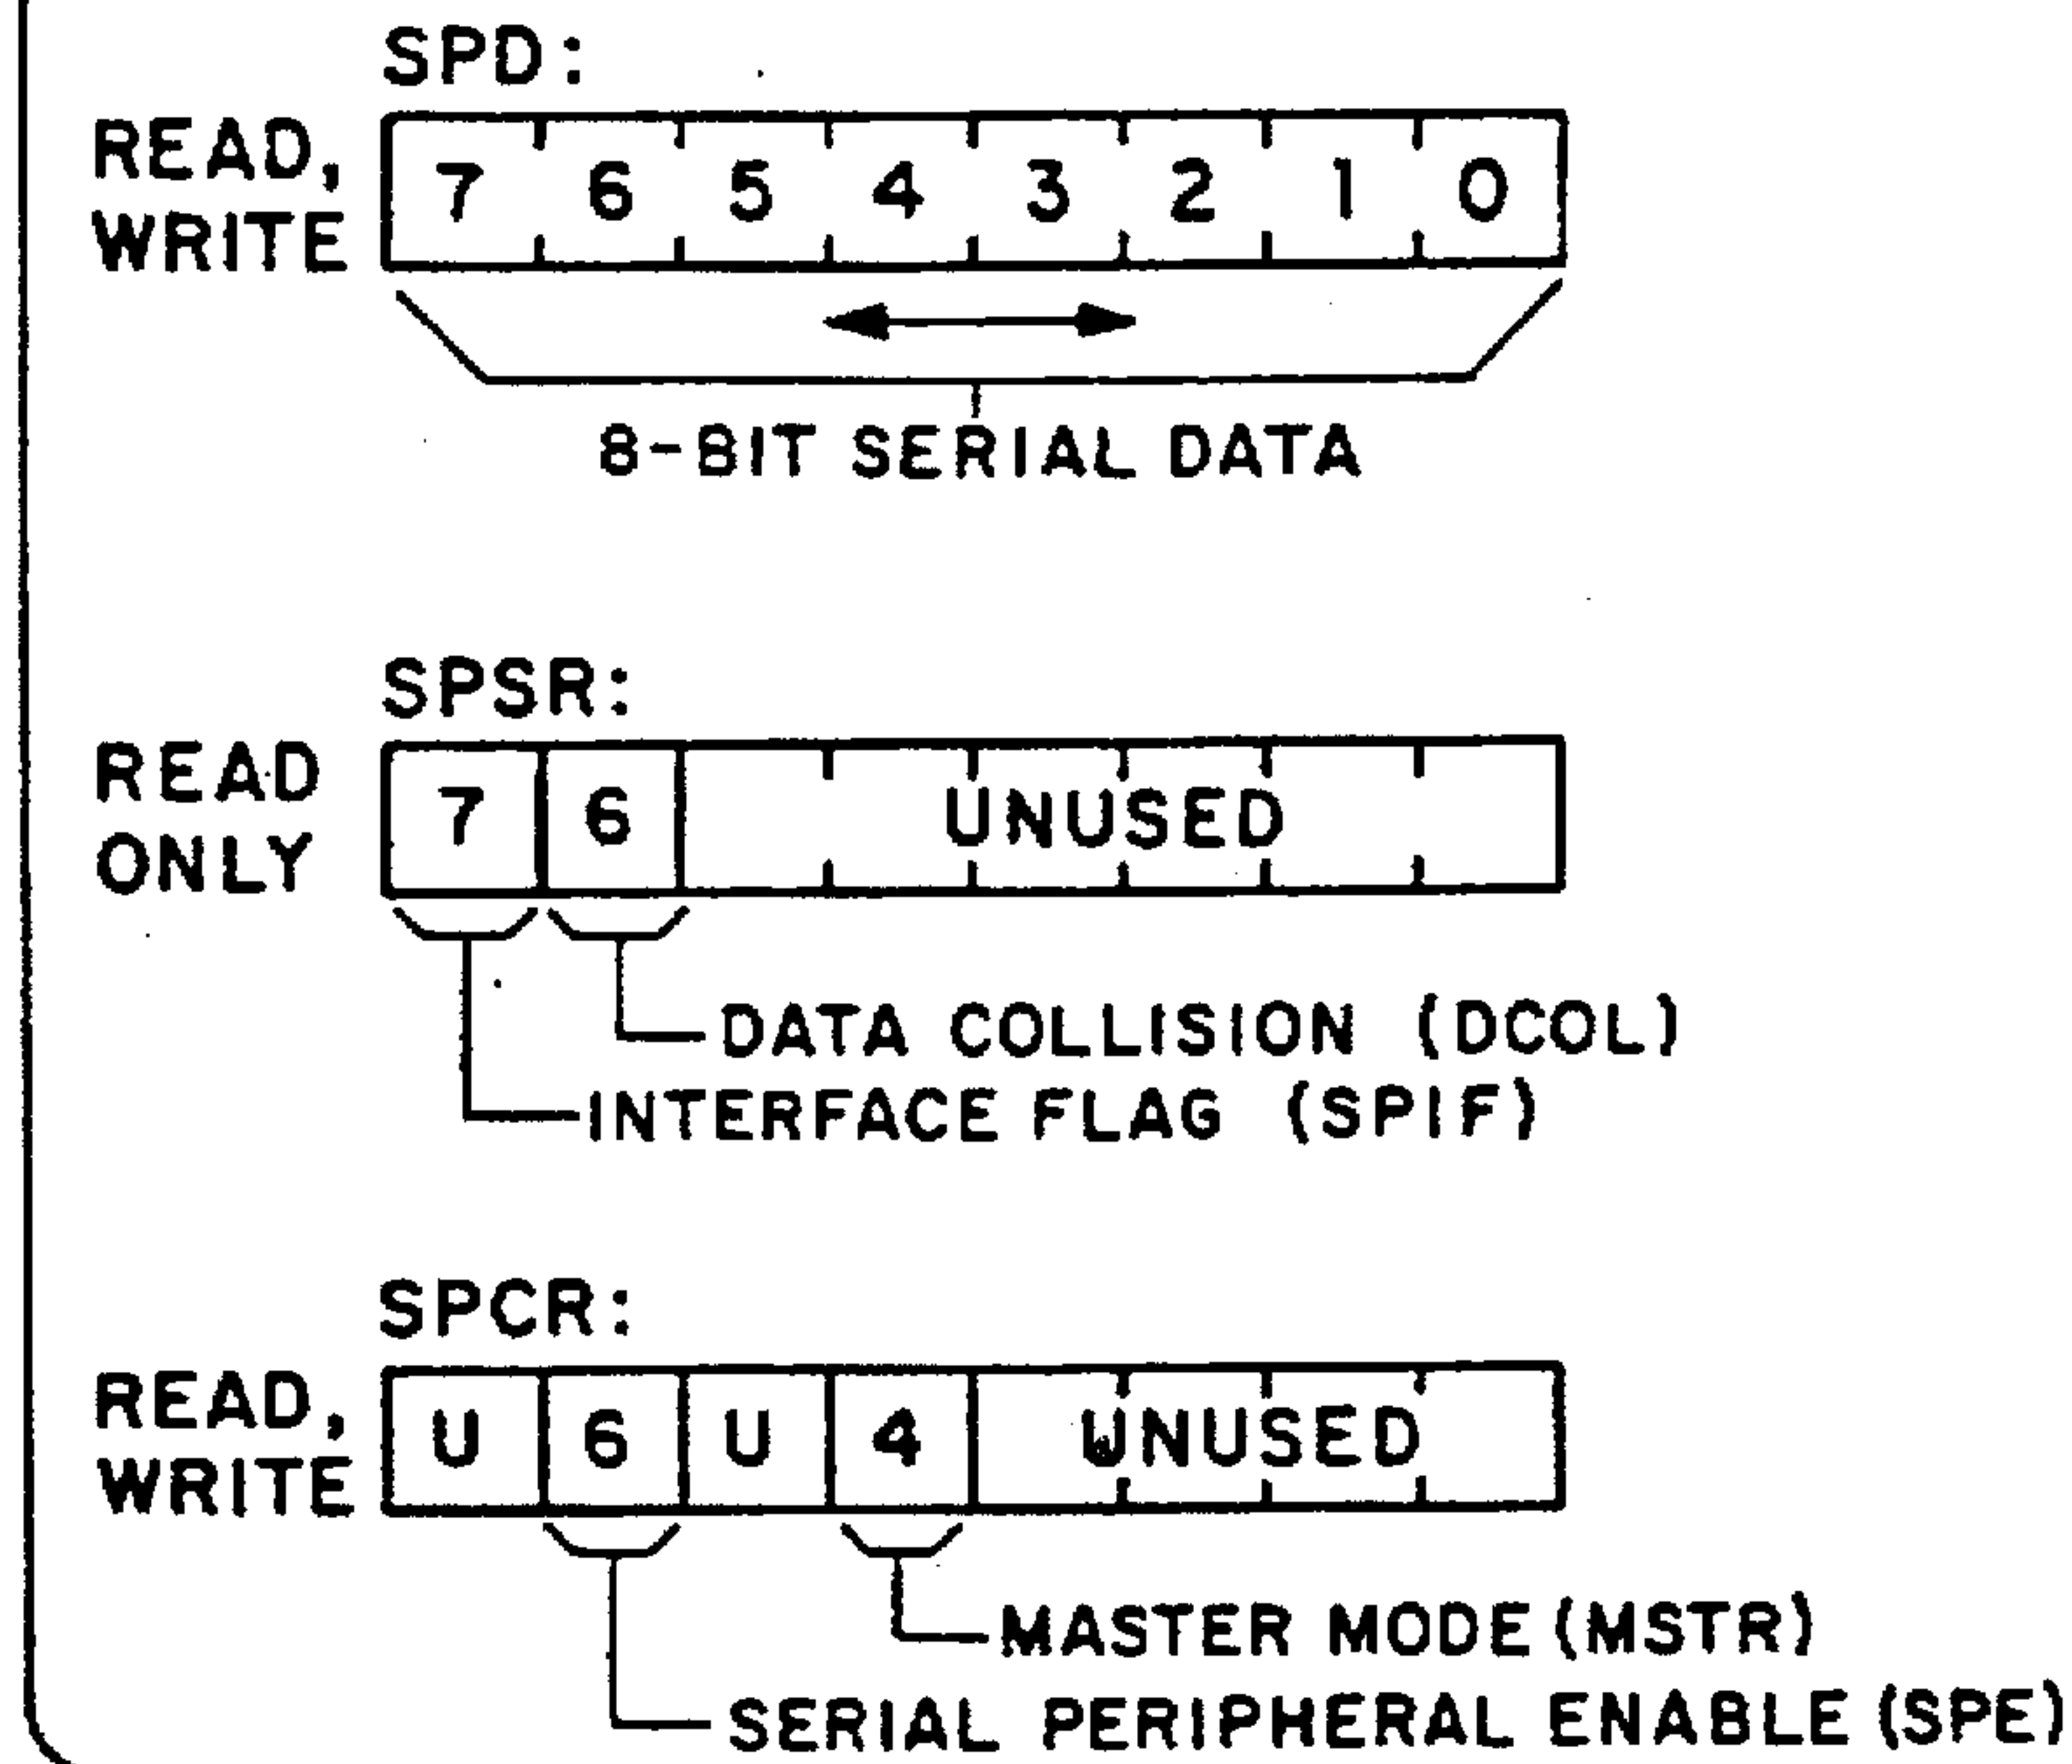 SPD:
READ, WRITE
7 6 5 4 3 2 1 0
8-BIT SERIAL DATA
SPSR:
READ ONLY
7 6 UNUSED
DATA COLLISION (DCOL)
INTERFACE FLAG (SPIF)
SPCR:
READ, WRITE
U 6 U 4 UNUSED
MASTER MODE (MSTR)
SERIAL PERIPHERAL ENABLE (SPE)